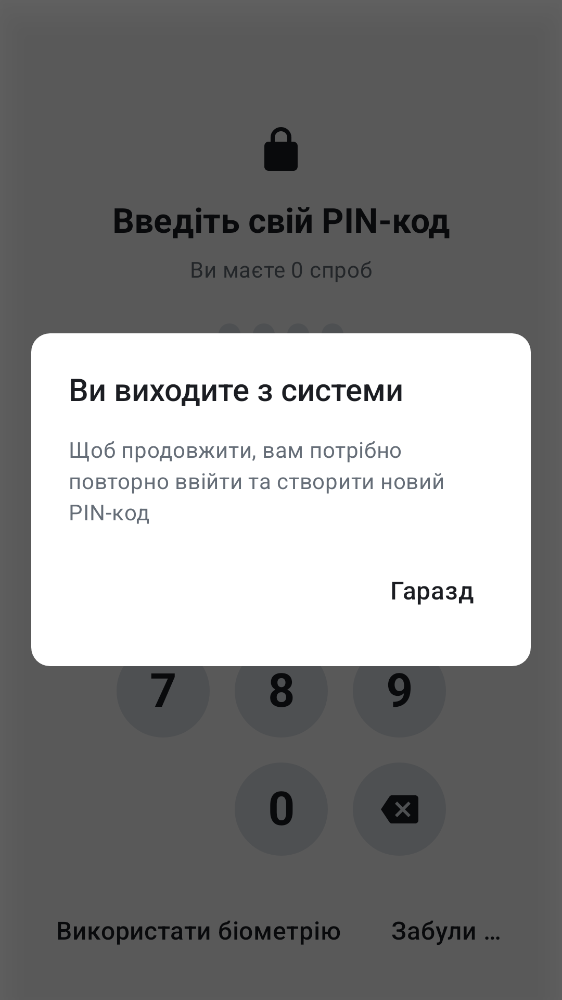 Введіть свій PIN-код
Ви маєте 0 спроб
Ви виходите з системи
Щоб продовжити, вам потрібно
повторно ввійти та створити новий
PIN-код
Гаразд
7 8 9
0
Використати біометрію Забули ...